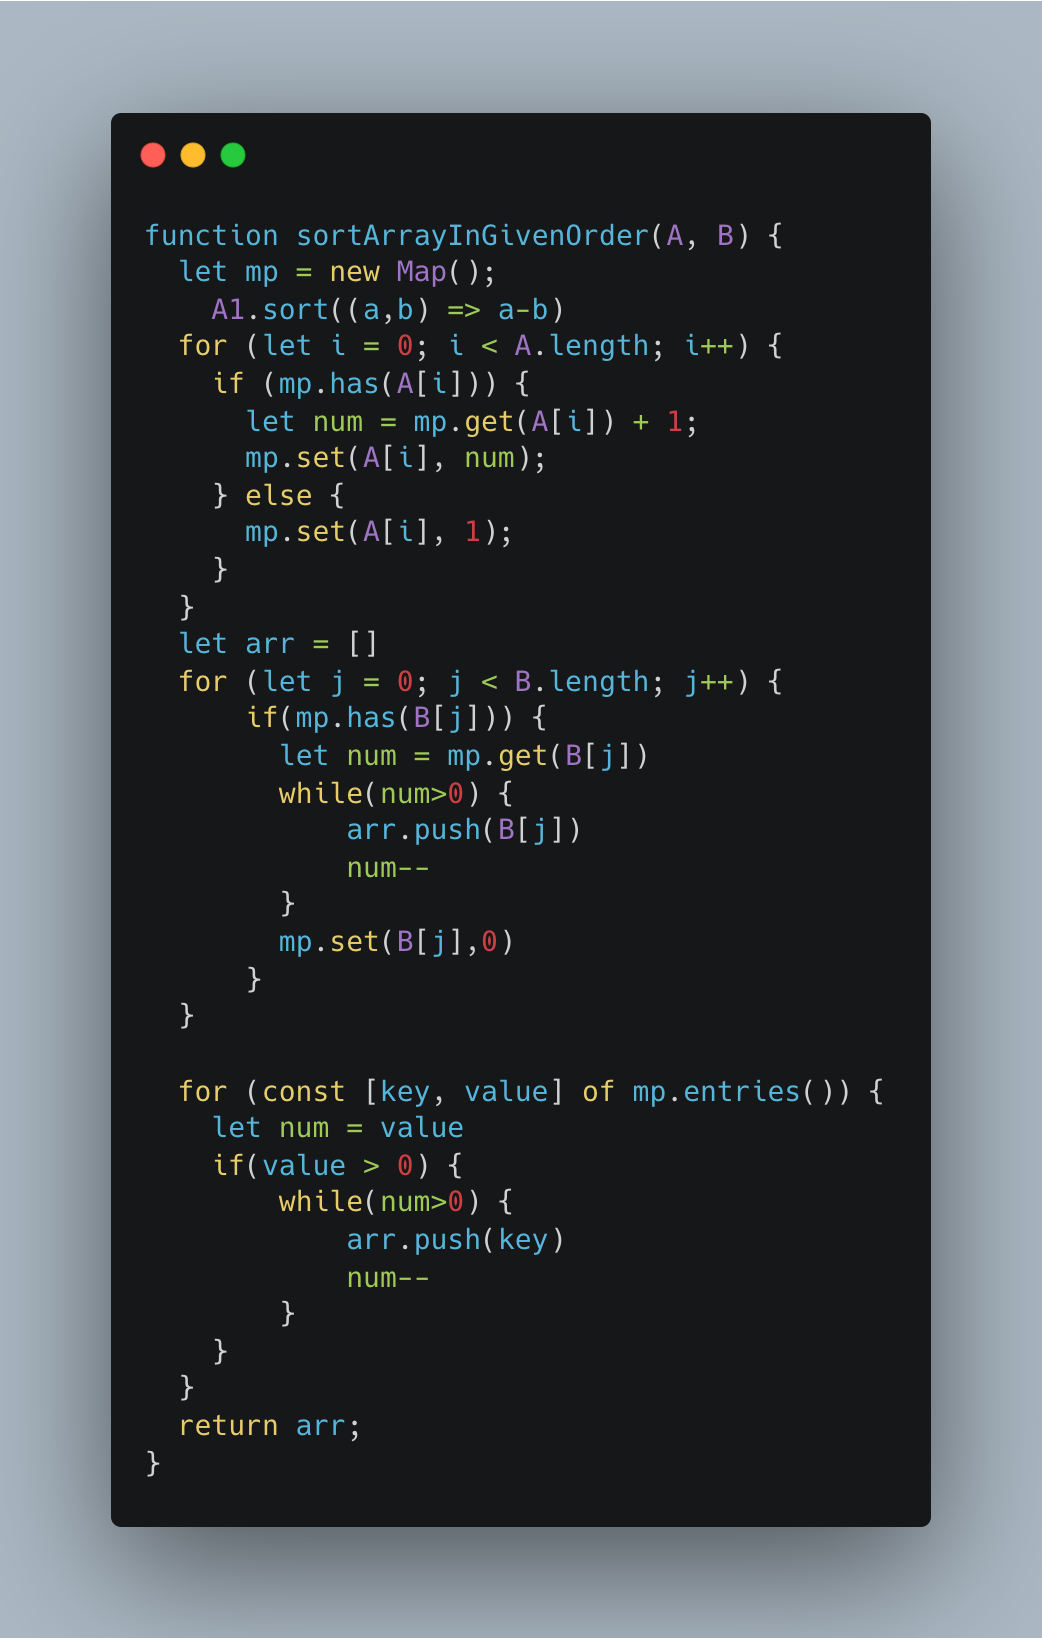 function sortArrayInGivenOrder(A, B) {
  let mp = new Map();
    A1.sort((a,b) => a-b)
  for (let i = 0; i < A.length; i++) {
    if (mp.has(A[i])) {
      let num = mp.get(A[i]) + 1;
      mp.set(A[i], num);
    } else {
      mp.set(A[i], 1);
    }
  }
  let arr = []
  for (let j = 0; j < B.length; j++) {
      if(mp.has(B[j])) {
        let num = mp.get(B[j])
        while(num>0) {
            arr.push(B[j])
            num--
        }
        mp.set(B[j],0)
      }
  }

  for (const [key, value] of mp.entries()) {
    let num = value
    if(value > 0) {
        while(num>0) {
            arr.push(key)
            num--
        }
    }
  }
  return arr;
}